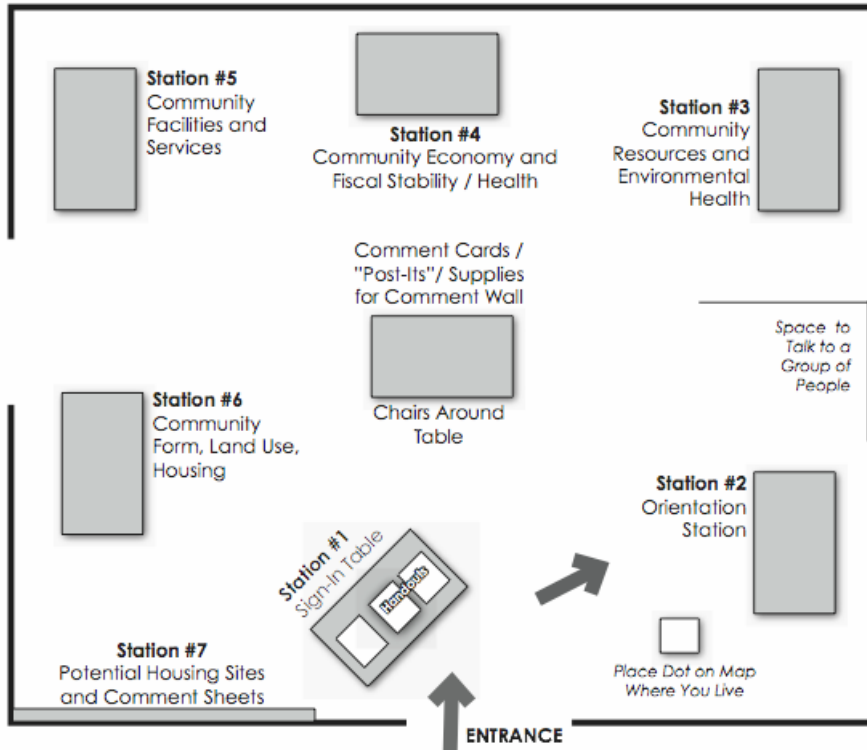 Station #5
Community
Facilities and
Services
Station #4
Community Economy and
Fiscal Stability / Health
Station #3
Community
Resources and
Environmental
Health
Comment Cards /
"Post-Its"/ Supplies
for Comment Wall
Chairs Around
Table
Space to
Talk to a
Group of
People
Station #6
Community
Form, Land Use,
Housing
Station #2
Orientation
Station
Station #1
Sign-In Table
Handouts
Station #7
Potential Housing Sites
and Comment Sheets
Place Dot on Map
Where You Live
ENTRANCE